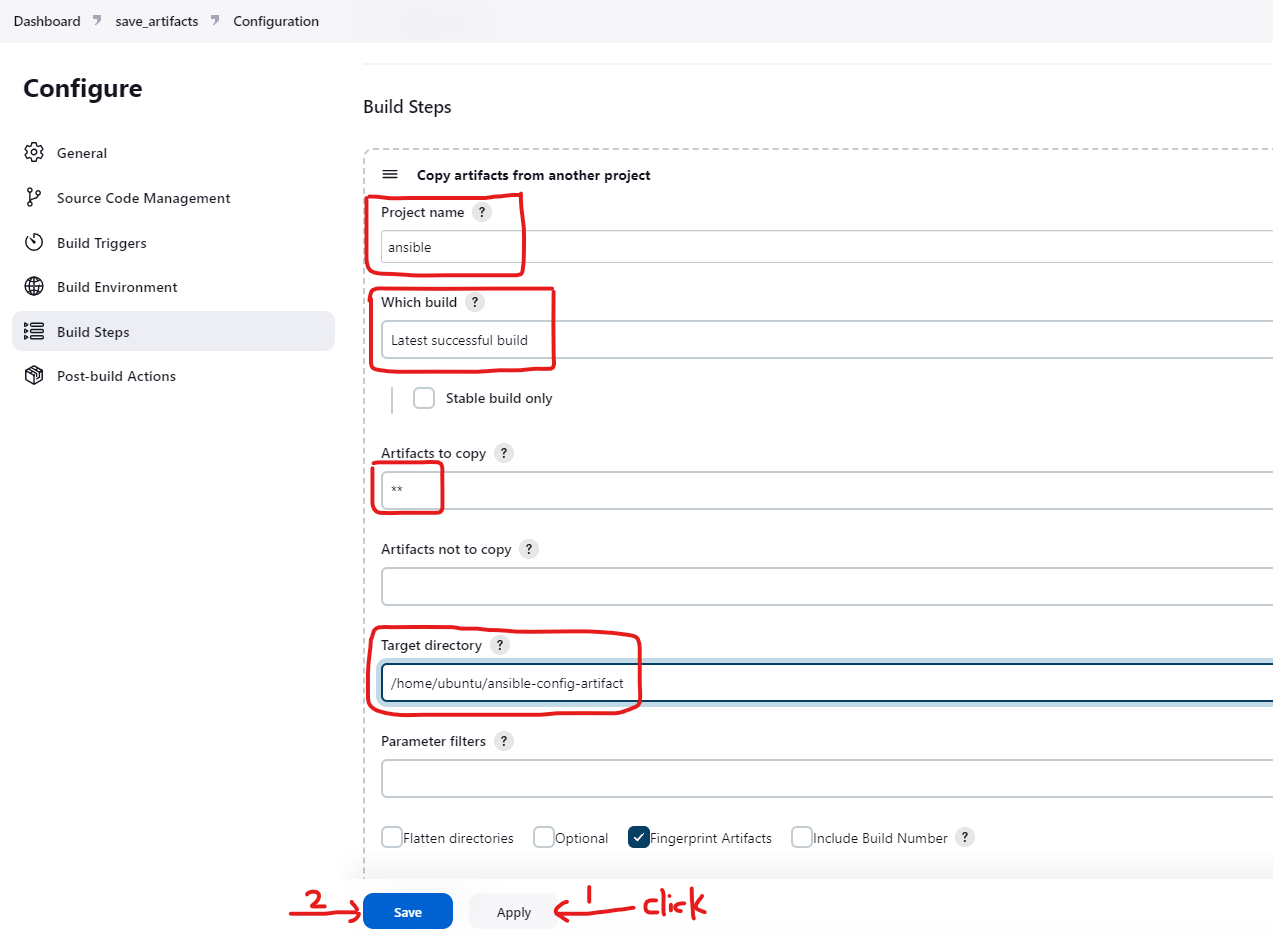 Dashboard save_artifacts Configuration
Configure
General
Source Code Management
Build Triggers
Build Environment
Build Steps
Post-build Actions
Build Steps
Copy artifacts from another project
Project name ?
ansible
Which build ?
Latest successful build
Stable build only
Artifacts to copy ?
**
Artifacts not to copy ?
Target directory ?
/home/ubuntu/ansible-config-artifact
Parameter filters ?
Flatten directories Optional Fingerprint Artifacts Include Build Number ?
2 Save Apply 1 click